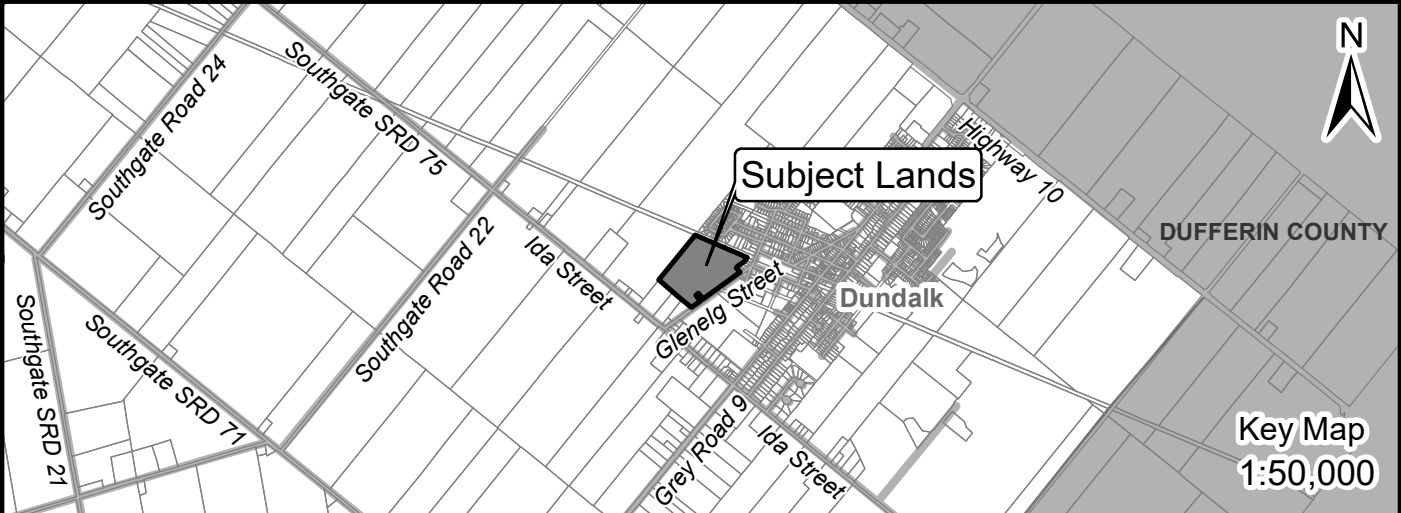 N
Southgate Road 24
Southgate SRD 75
Highway 10
Subject Lands
DUFFERIN COUNTY
Southgate Road 22
Ida Street
Glenelg Street
Dundalk
Southgate SRD 21
Southgate SRD 71
Grey Road 9
Ida Street
Key Map
1:50,000